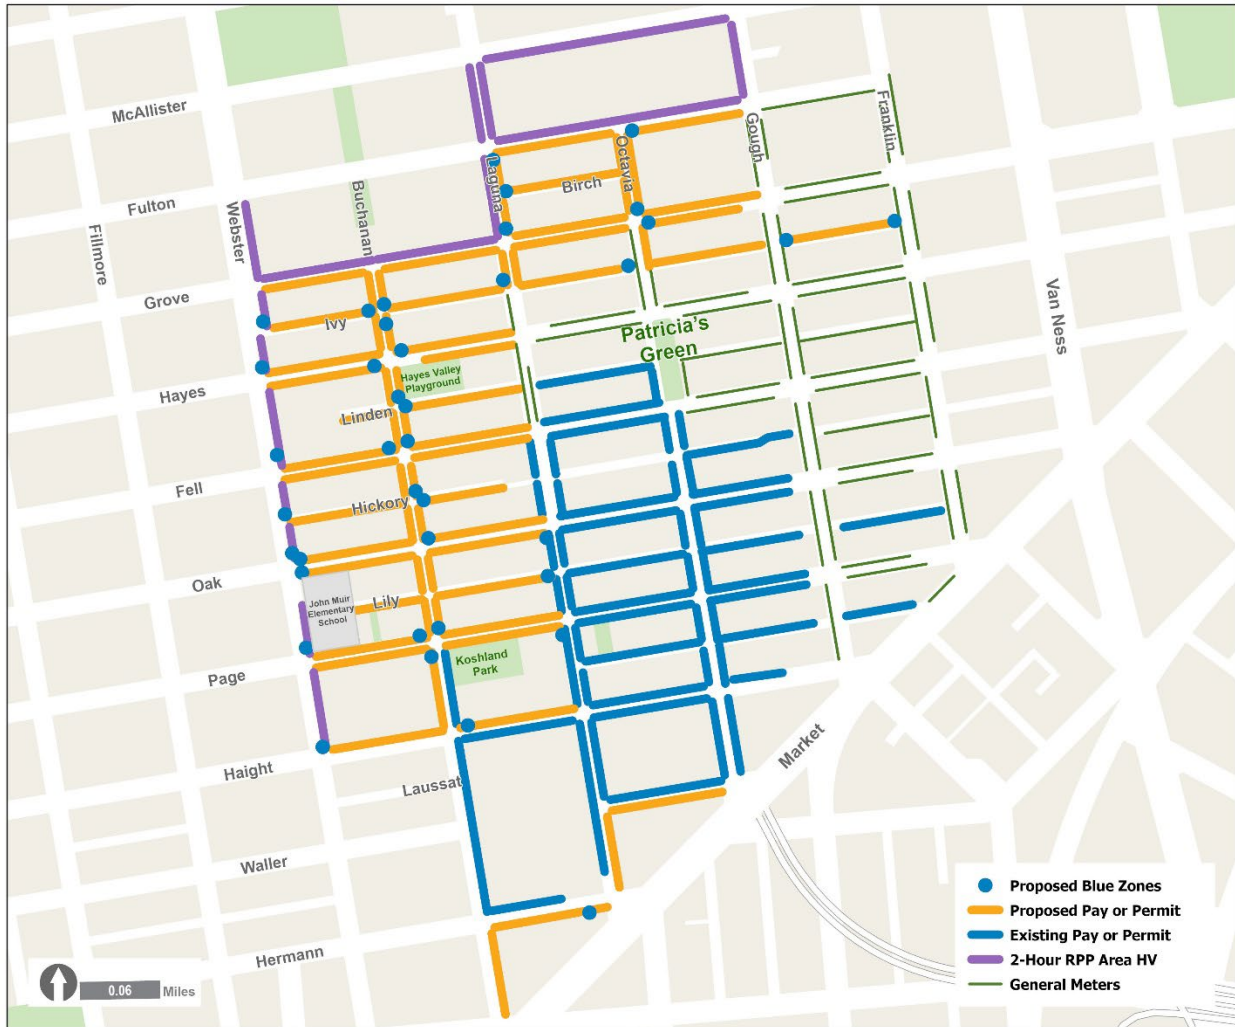 McAllister
Franklin
Gough
Octavia
Laguna
Birch
Buchanan
Fulton
Webster
Fillmore
Grove
Ivy
Van Ness
Patricia's
Green
Hayes Valley
Playground
Hayes
Linden
Fell
Hickory
Oak
John Muir
Elementary
School
Lily
Page
Koshland
Park
Market
Haight
Laussat
Waller
Hermann
0.06
Miles
Proposed Blue Zones
Proposed Pay or Permit
Existing Pay or Permit
2-Hour RPP Area HV
General Meters